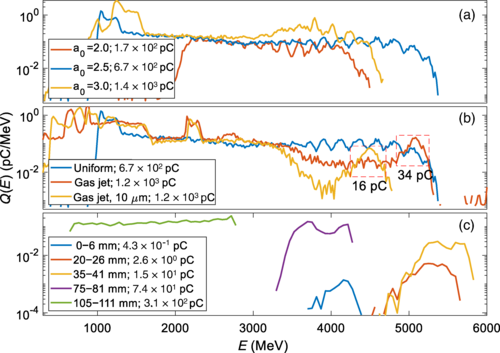 (a)
10⁰
10⁻²
a₀=2.0; 1.7 × 10² pC
a₀=2.5; 6.7 × 10² pC
a₀=3.0; 1.4 × 10³ pC
(b)
Q(E) (pC/MeV)
10⁰
10⁻²
Uniform; 6.7 × 10² pC
Gas jet; 1.2 × 10³ pC
Gas jet, 10 μm; 1.2 × 10³ pC
16 pC
34 pC
(c)
10⁻²
10⁻⁴
0–6 mm; 4.3 × 10⁻¹ pC
20–26 mm; 2.6 × 10⁰ pC
35–41 mm; 1.5 × 10¹ pC
75–81 mm; 7.4 × 10¹ pC
105–111 mm; 3.1 × 10² pC
1000 2000 3000 4000 5000 6000
E (MeV)